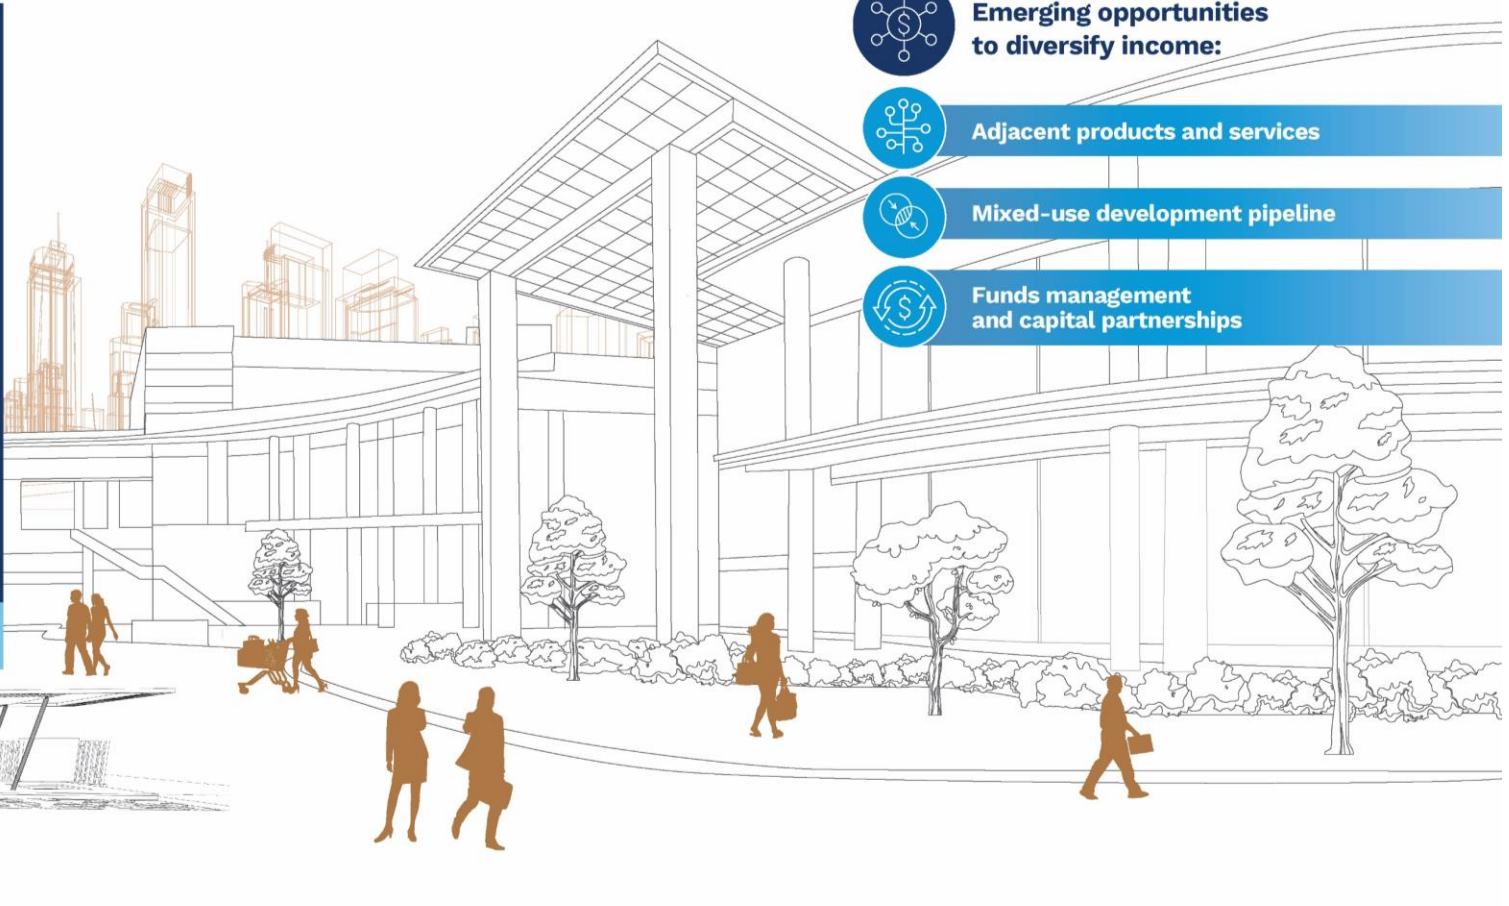 Emerging opportunities
to diversify income:
Adjacent products and services
Mixed-use development pipeline
Funds management
and capital partnerships